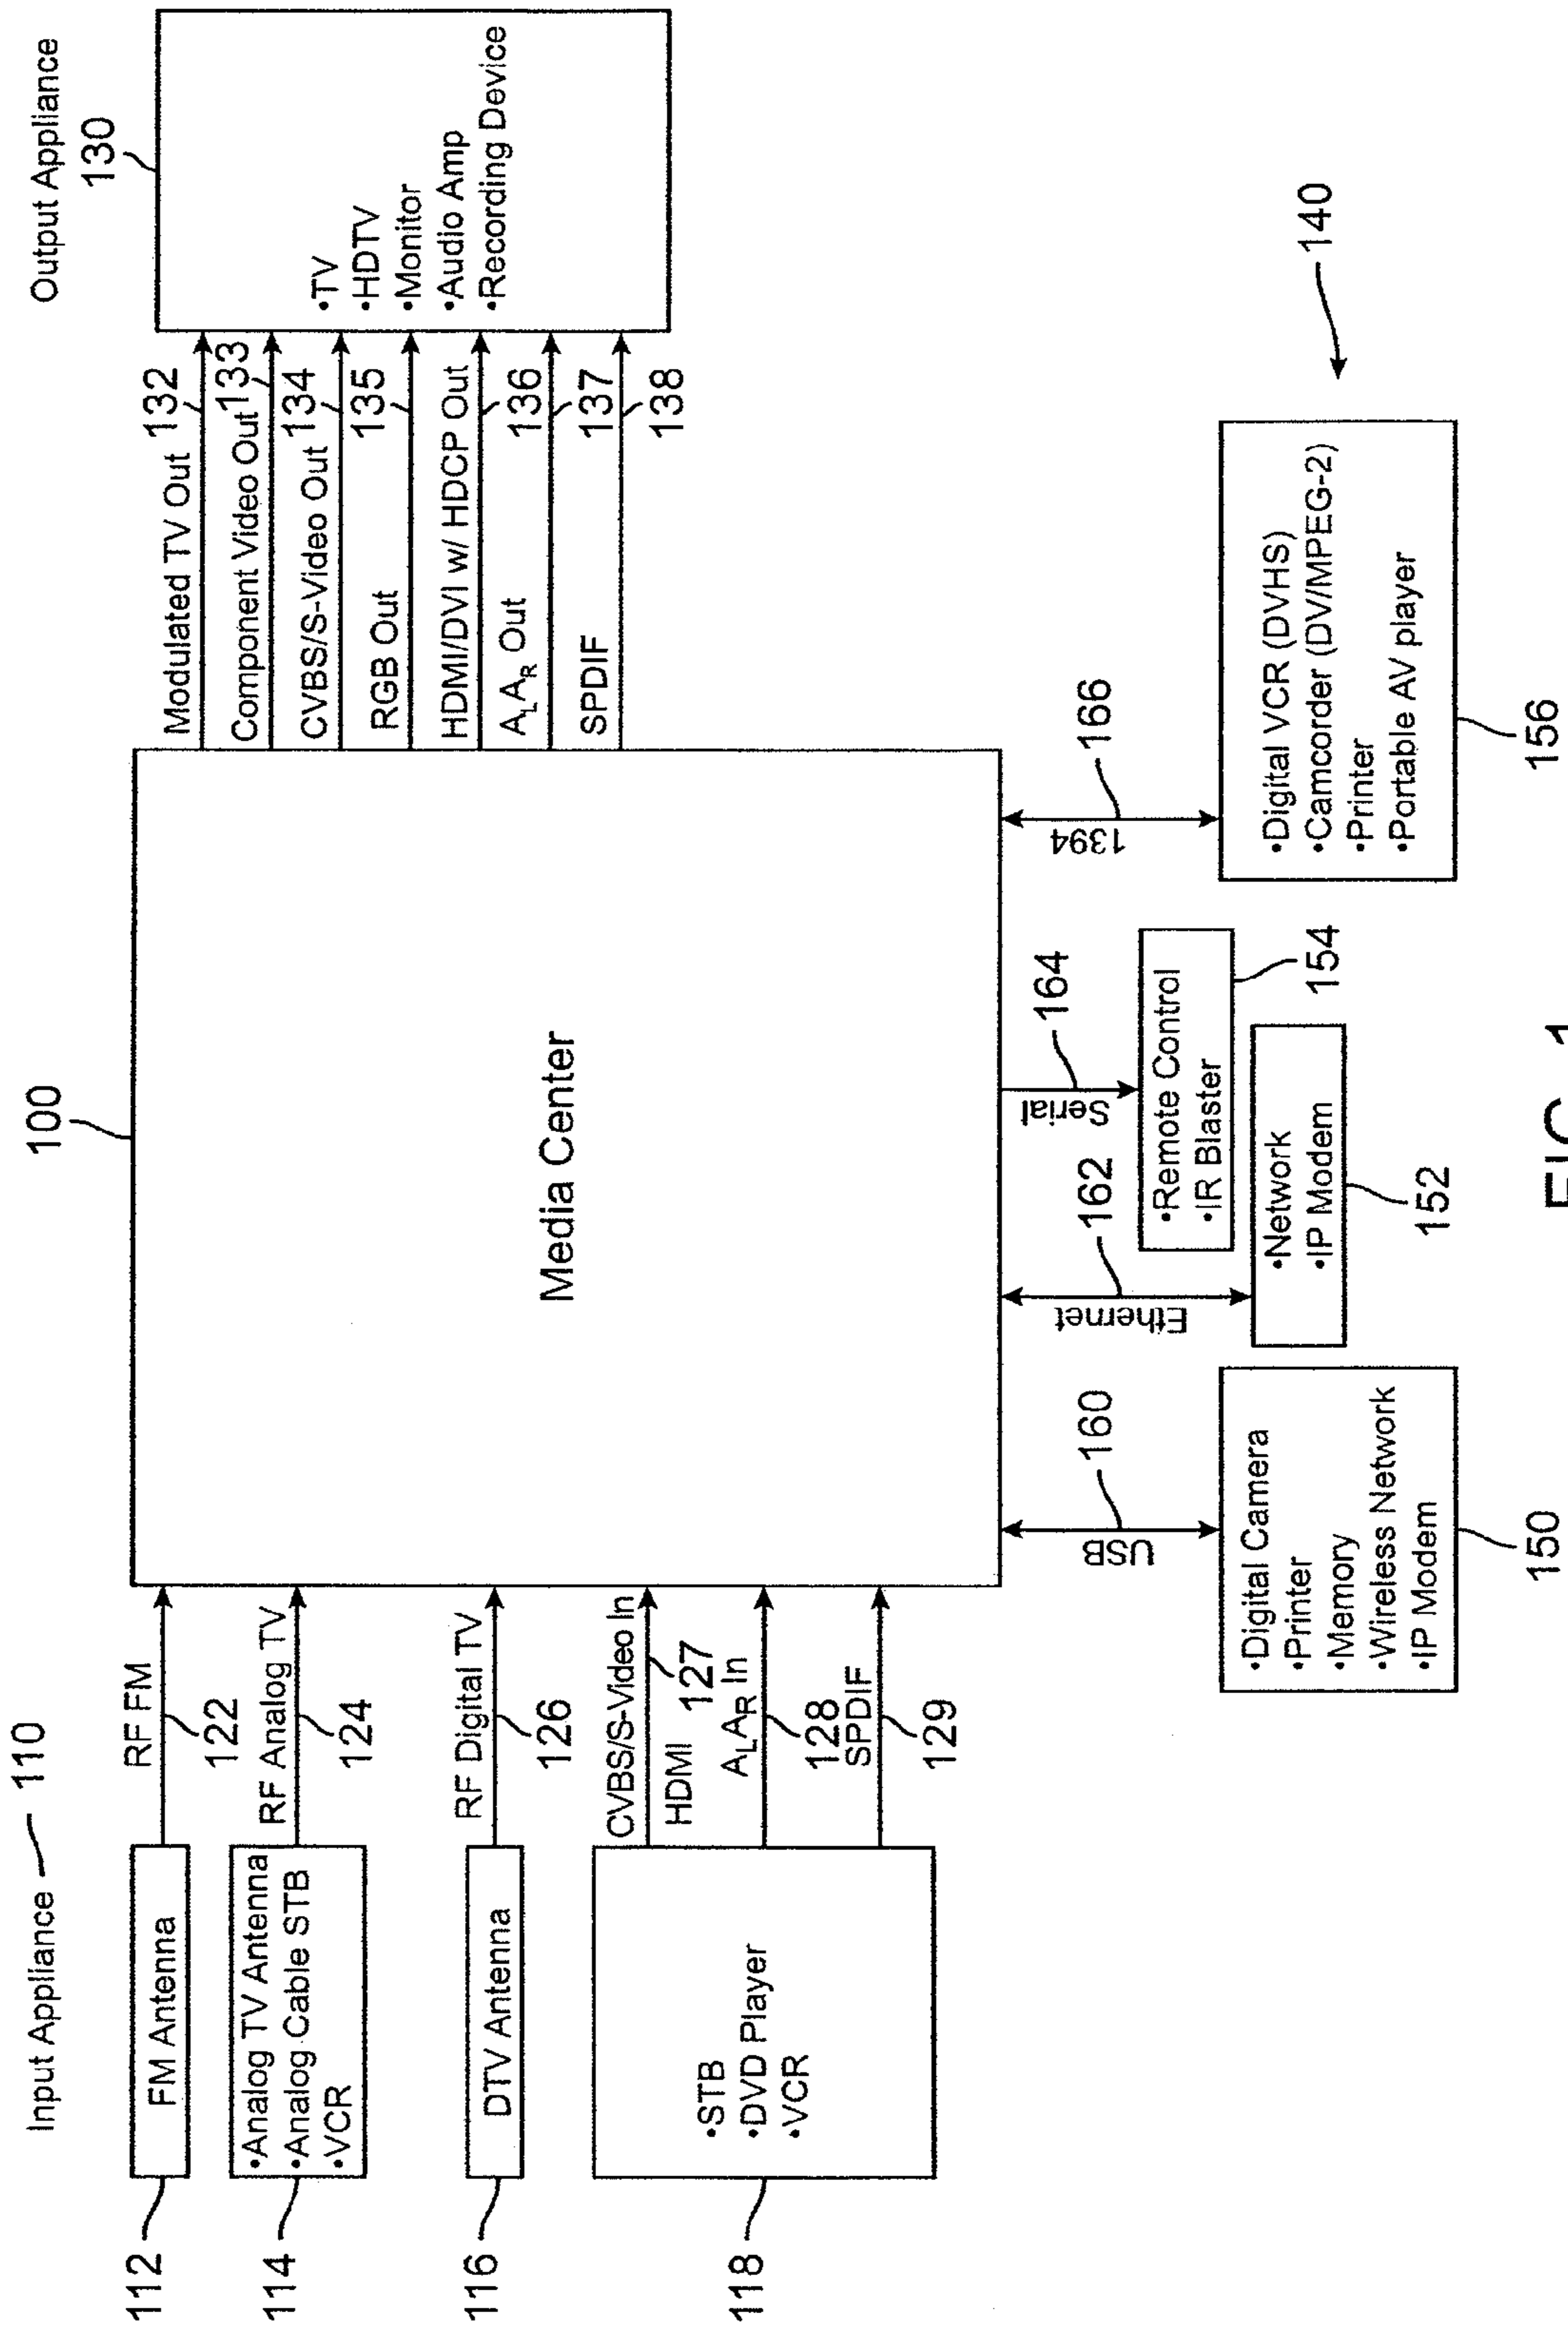 Input Appliance
110
100
Output Appliance
130
112
FM Antenna
RF FM
122
114
•Analog TV Antenna
•Analog Cable STB
•VCR
RF Analog TV
124
116
DTV Antenna
RF Digital TV
126
118
•STB
•DVD Player
•VCR
CVBS/S-Video In
HDMI
127
ALAR In
128
SPDIF
129
Media Center
Modulated TV Out
132
Component Video Out
133
CVBS/S-Video Out
134
RGB Out
135
HDMI/DVI w/ HDCP Out
136
ALAR Out
137
SPDIF
138
•TV
•HDTV
•Monitor
•Audio Amp
•Recording Device
USB
160
Ethernet
162
Serial
164
1394
166
140
•Digital Camera
•Printer
•Memory
•Wireless Network
•IP Modem
150
•Network
•IP Modem
152
•Remote Control
•IR Blaster
154
•Digital VCR (DVHS)
•Camcorder (DV/MPEG-2)
•Printer
•Portable AV player
156
FIG. 1